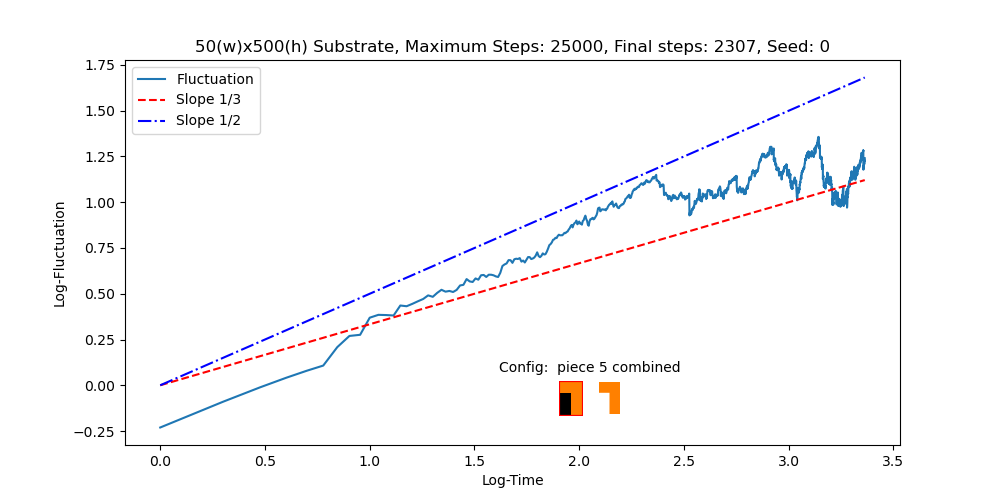 50(w)x500(h) Substrate, Maximum Steps: 25000, Final steps: 2307, Seed: 0
Fluctuation
Slope 1/3
Slope 1/2
1.75
1.50
1.25
1.00
0.75
0.50
0.25
0.00
−0.25
Log-Fluctuation
Config:  piece 5 combined
0.0 0.5 1.0 1.5 2.0 2.5 3.0 3.5
Log-Time